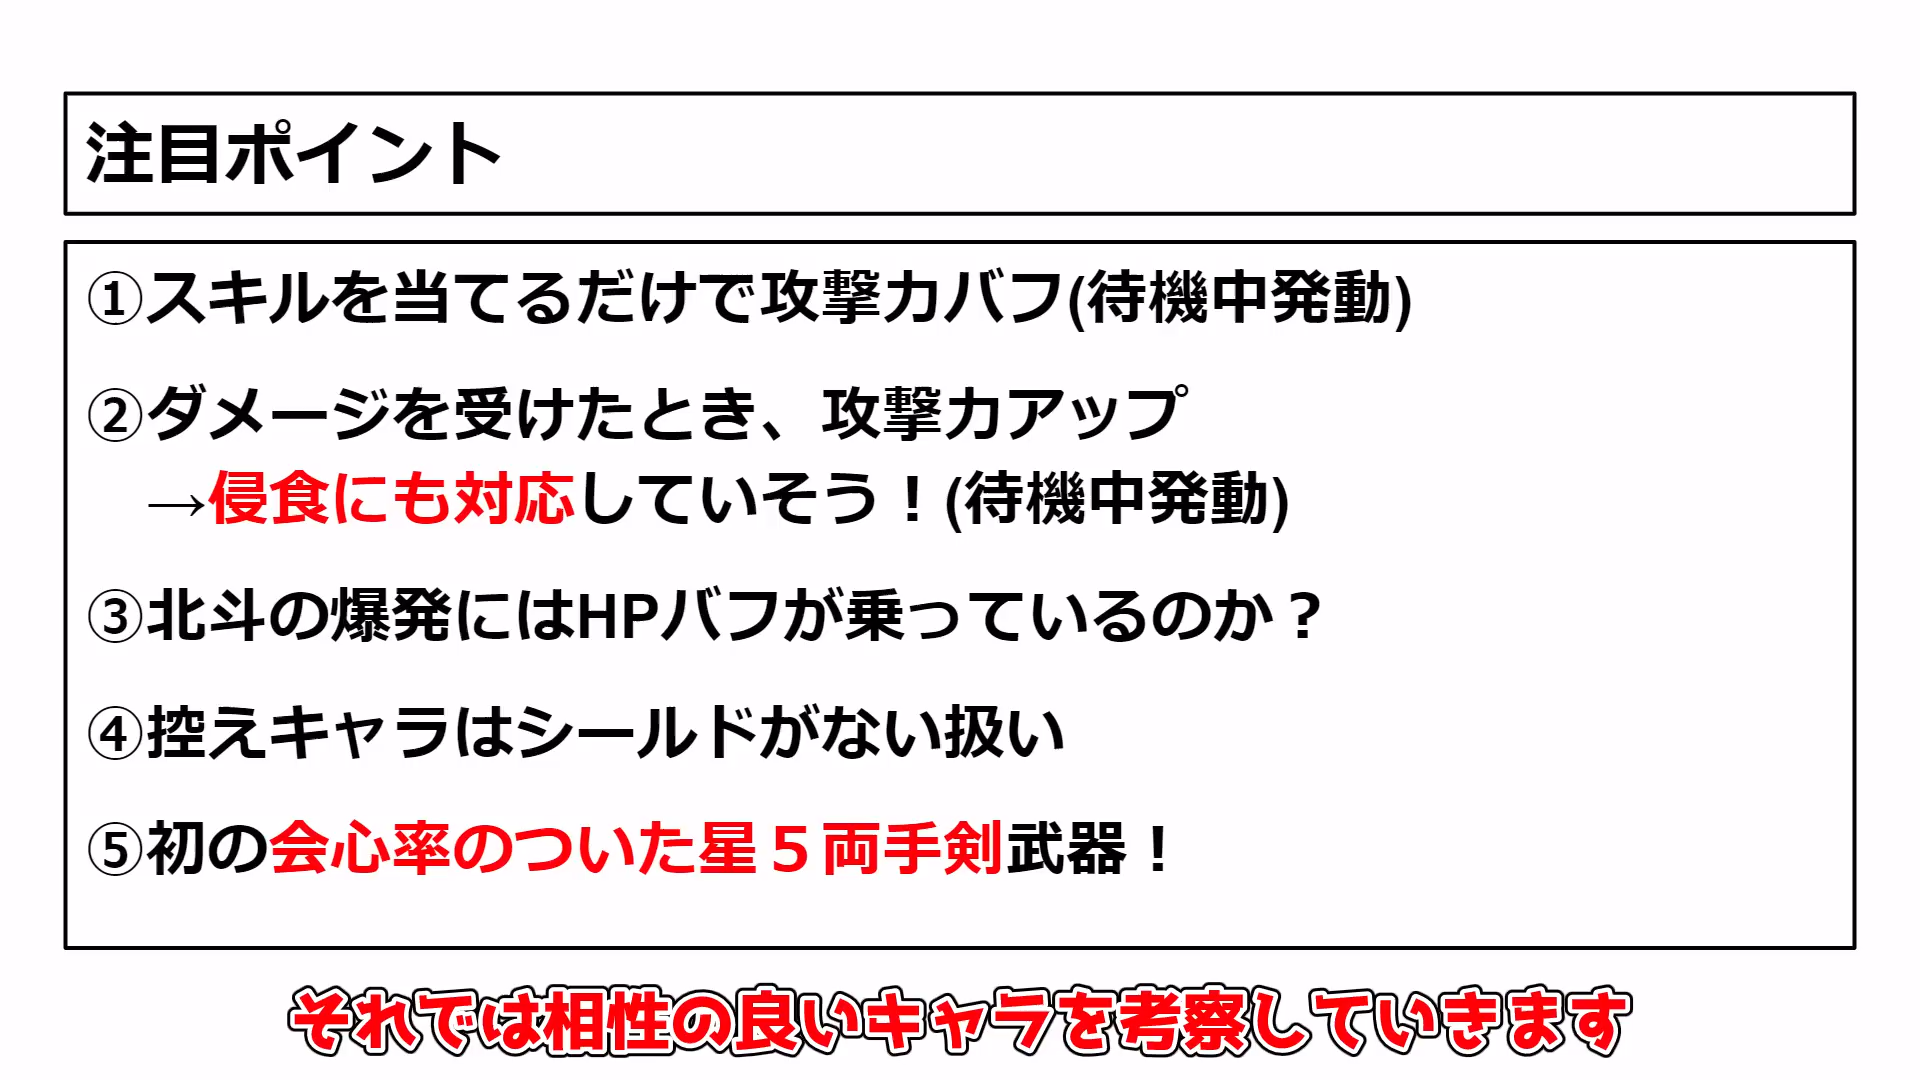 注目ポイント
①スキルを当てるだけで攻撃力バフ(待機中発動)
②ダメージを受けたとき、攻撃力アップ
→侵食にも対応していそう！(待機中発動)
③北斗の爆発にはHPバフが乗っているのか？
④控えキャラはシールドがない扱い
⑤初の会心率のついた星５両手剣武器！
それでは相性の良いキャラを考察していきます